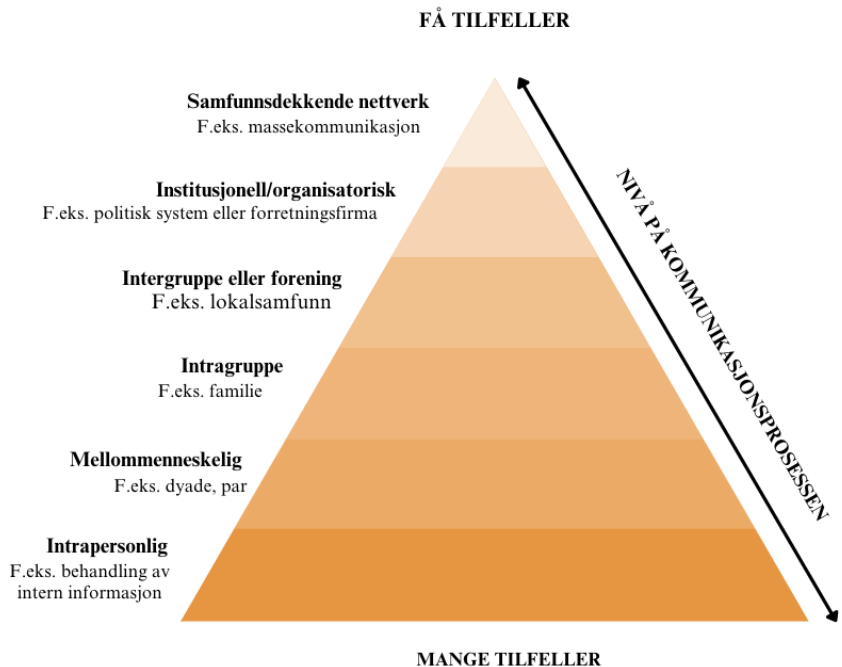 FÅ TILFELLER
Samfunnsdekkende nettverk
F.eks. massekommunikasjon
Institusjonell/organisatorisk
F.eks. politisk system eller forretningsfirma
Intergruppe eller forening
F.eks. lokalsamfunn
Intragruppe
F.eks. familie
Mellommenneskelig
F.eks. dyade, par
Intrapersonlig
F.eks. behandling av
intern informasjon
NIVÅ PÅ KOMMUNIKASJONSPROSESSEN
MANGE TILFELLER